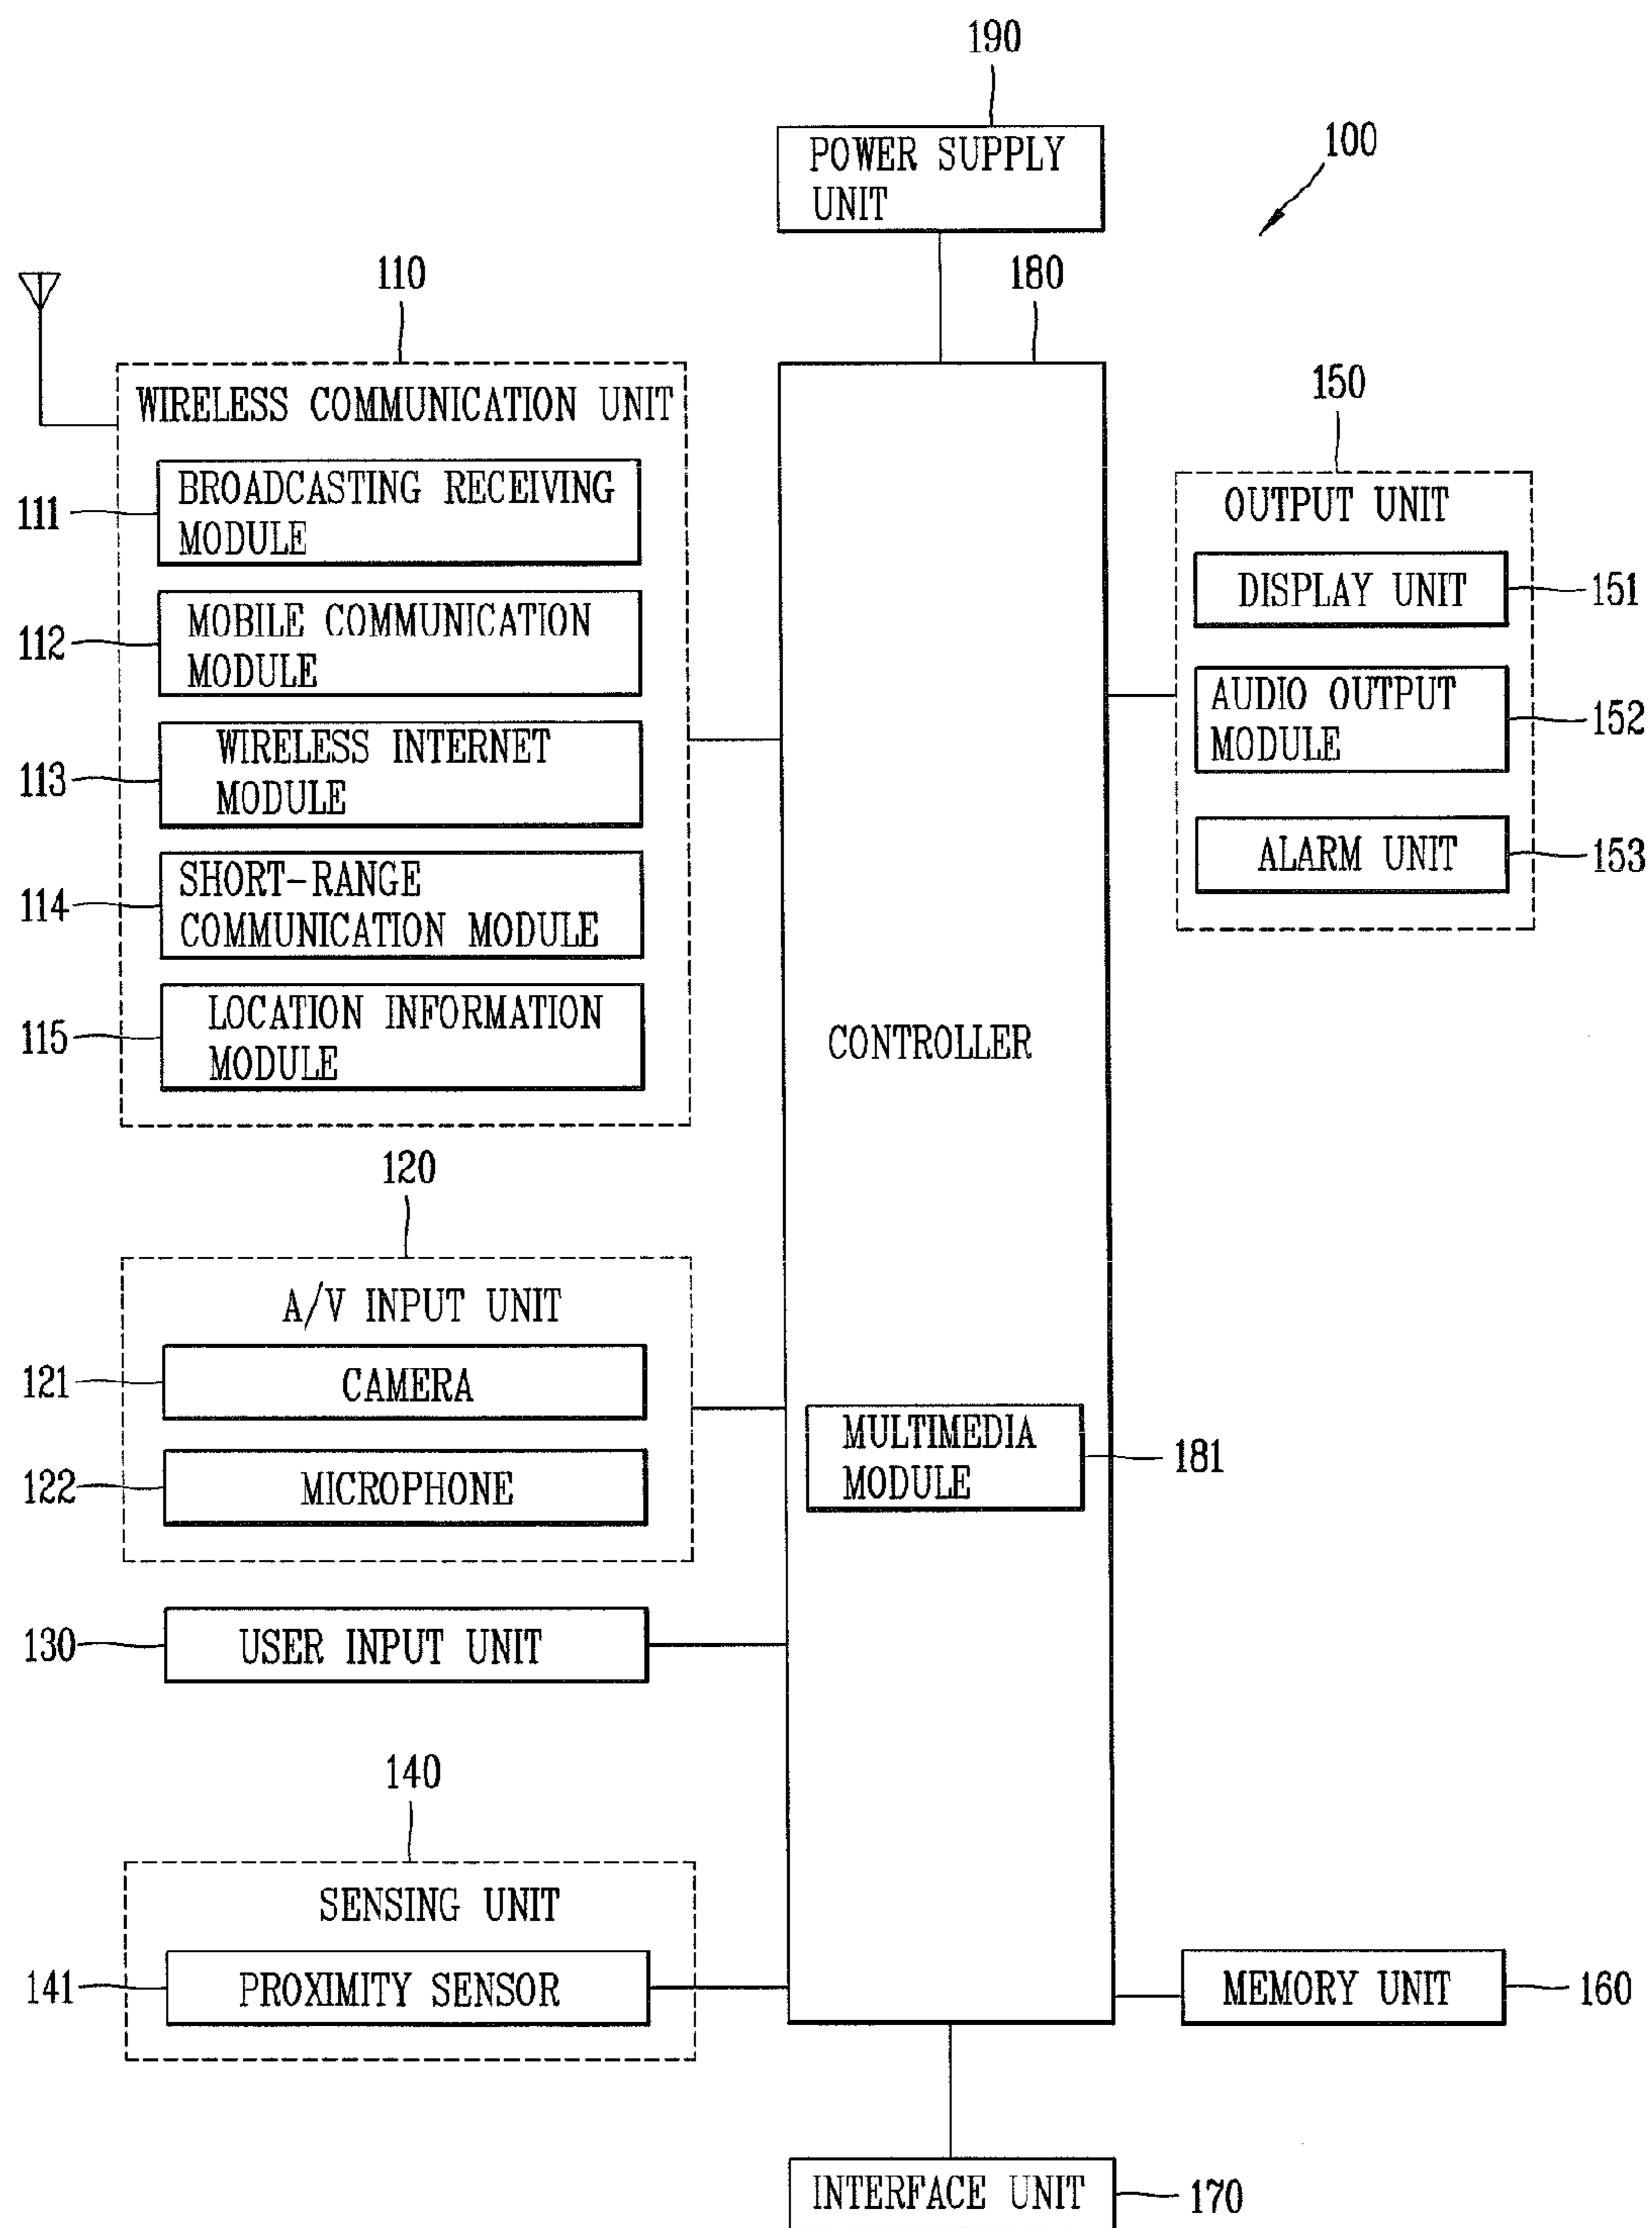 190
POWER SUPPLY
UNIT
100
110
180
WIRELESS COMMUNICATION UNIT
150
111
BROADCASTING RECEIVING
MODULE
OUTPUT UNIT
DISPLAY UNIT
151
112
MOBILE COMMUNICATION
MODULE
AUDIO OUTPUT
MODULE
152
113
WIRELESS INTERNET
MODULE
ALARM UNIT
153
114
SHORT-RANGE
COMMUNICATION MODULE
115
LOCATION INFORMATION
MODULE
CONTROLLER
120
A/V INPUT UNIT
121
CAMERA
122
MICROPHONE
MULTIMEDIA
MODULE
181
130
USER INPUT UNIT
140
SENSING UNIT
141
PROXIMITY SENSOR
MEMORY UNIT
160
INTERFACE UNIT
170